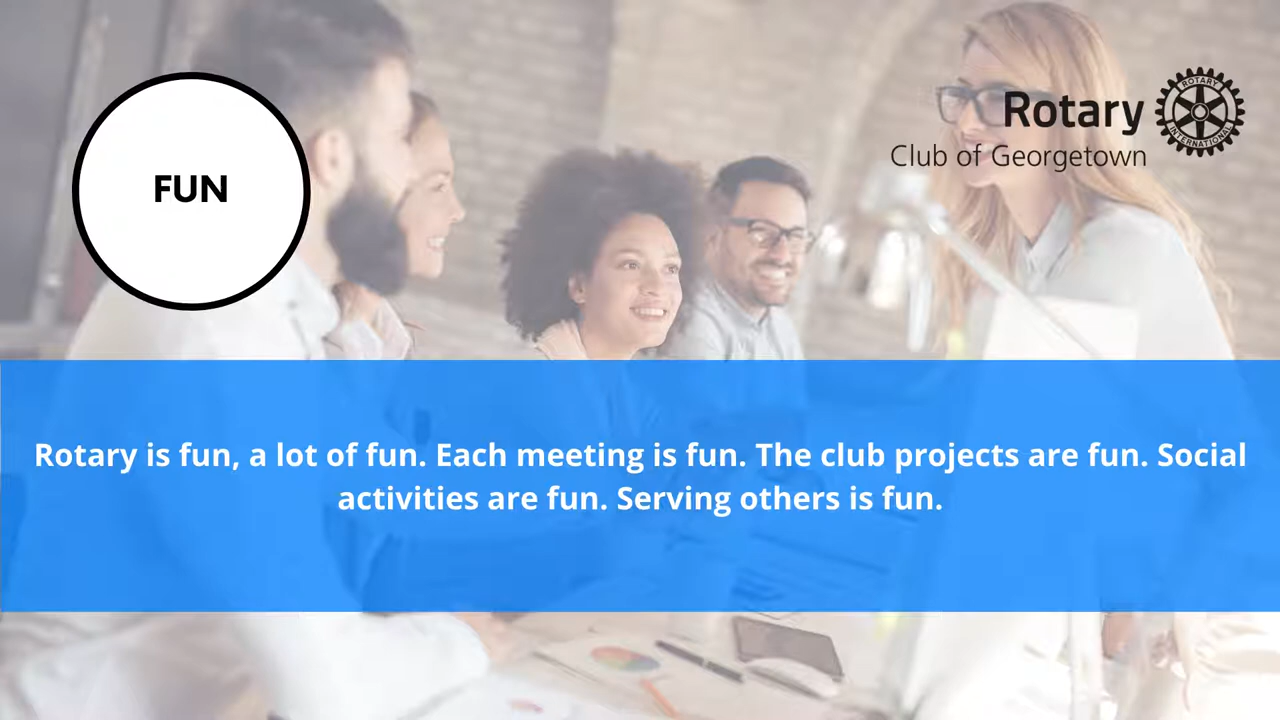 FUN
Rotary
ROTARY
INTERNATIONAL
Club of Georgetown
Rotary is fun, a lot of fun. Each meeting is fun. The club projects are fun. Social
activities are fun. Serving others is fun.